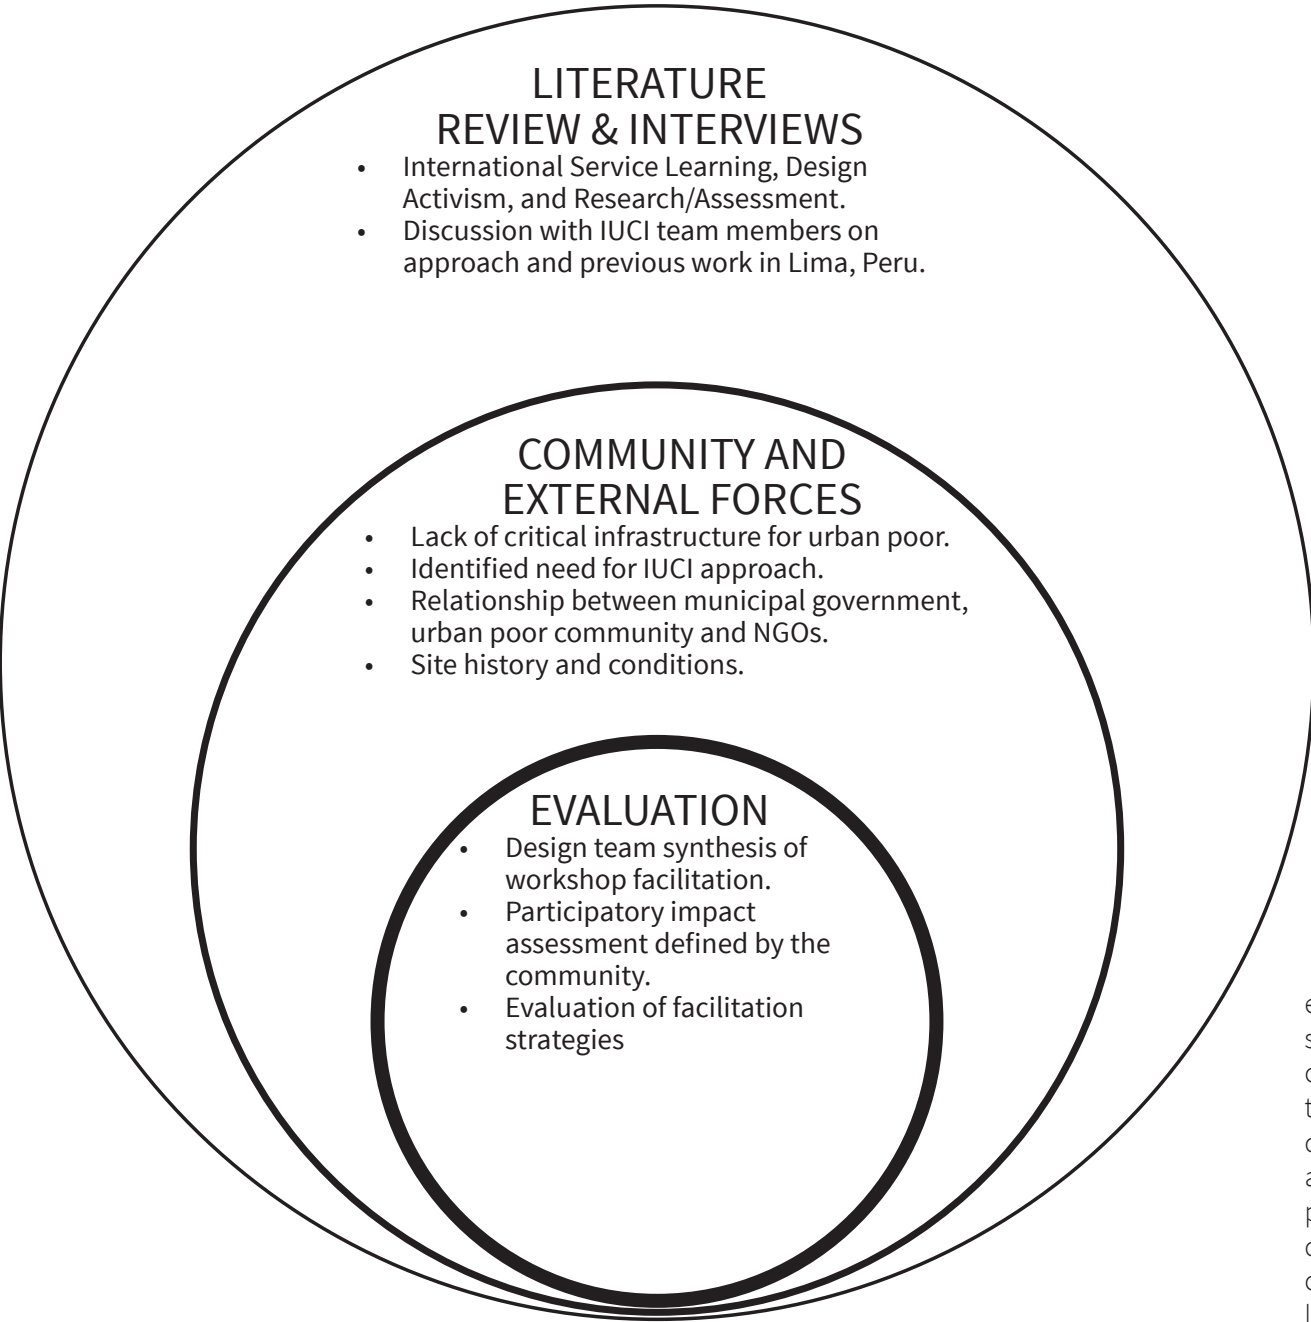 LITERATURE
REVIEW & INTERVIEWS
• International Service Learning, Design
Activism, and Research/Assessment.
• Discussion with IUCI team members on
approach and previous work in Lima, Peru.
COMMUNITY AND
EXTERNAL FORCES
• Lack of critical infrastructure for urban poor.
• Identified need for IUCI approach.
• Relationship between municipal government,
urban poor community and NGOs.
• Site history and conditions.
EVALUATION
• Design team synthesis of
workshop facilitation.
• Participatory impact
assessment defined by the
community.
• Evaluation of facilitation
strategies